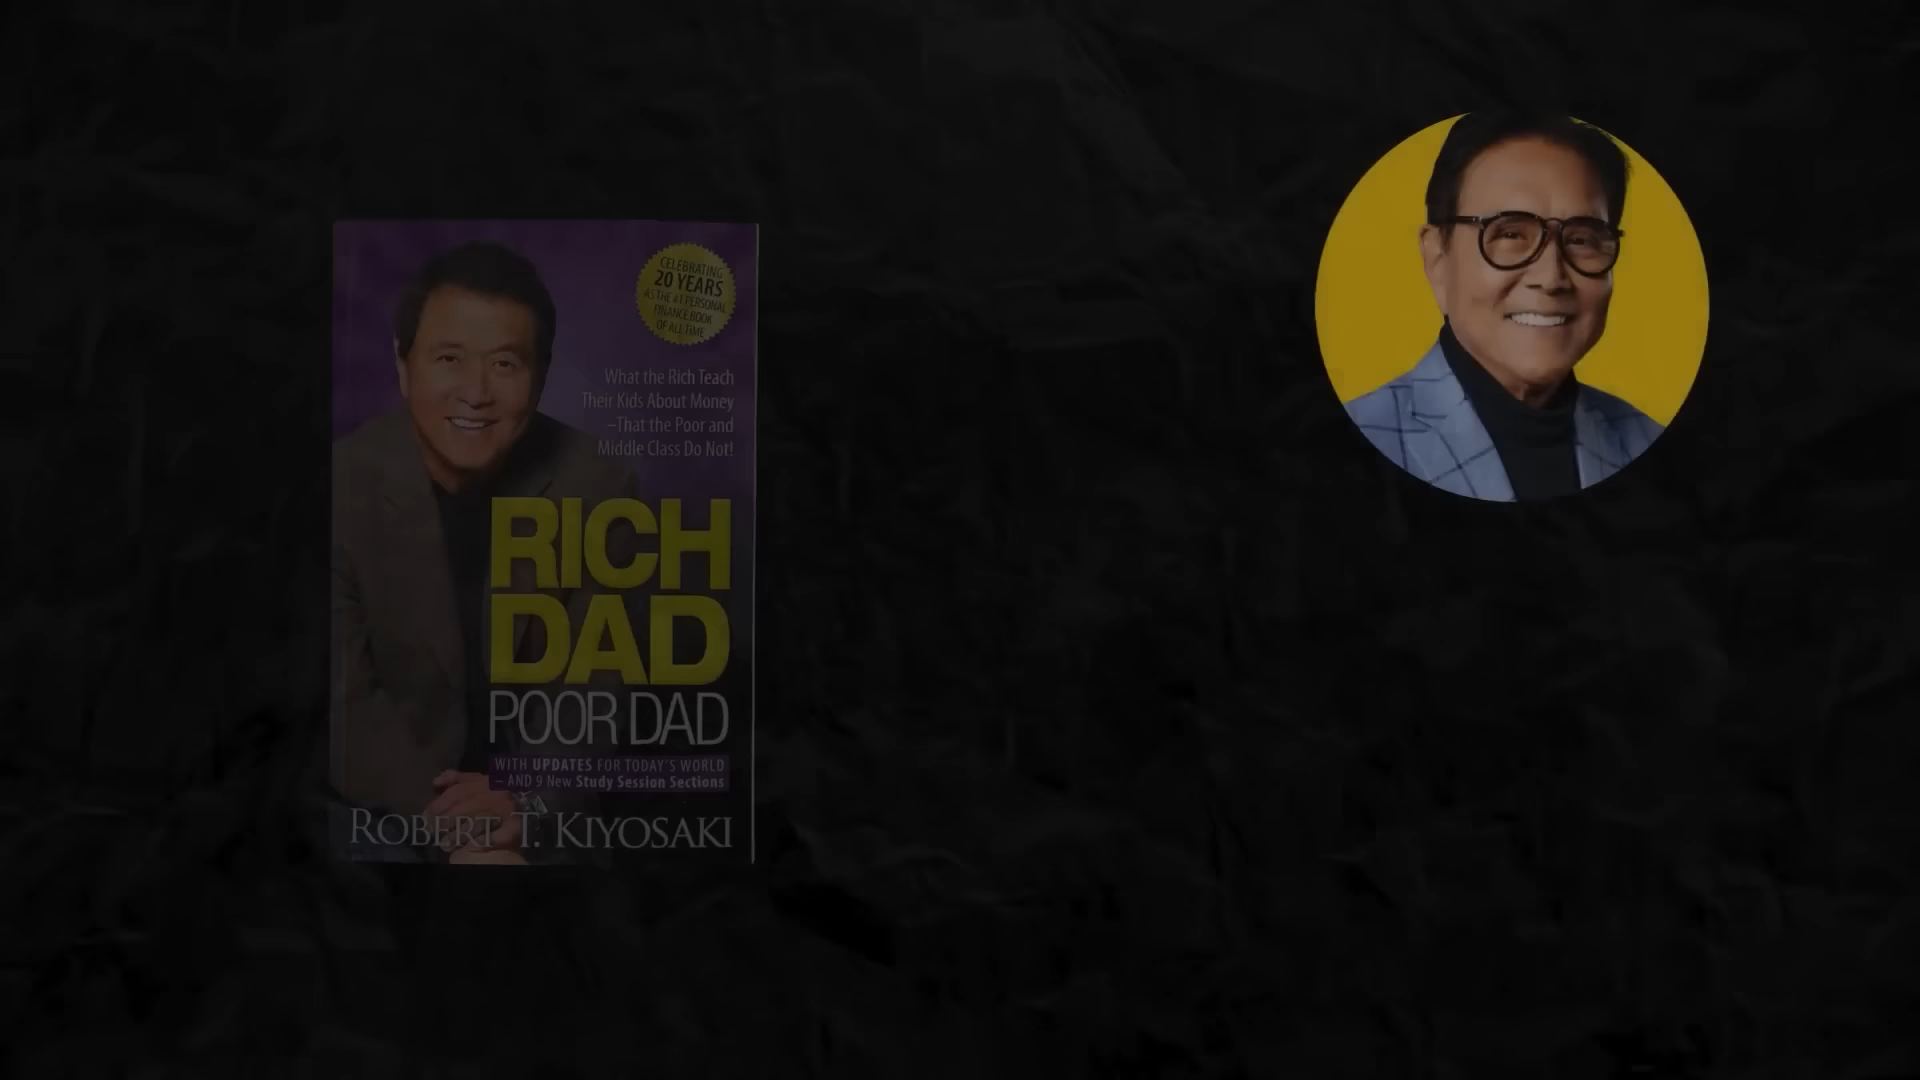 CELEBRATING
20 YEARS
AS THE #1 PERSONAL
FINANCE BOOK
OF ALL TIME
What the Rich Teach
Their Kids About Money
–That the Poor and
Middle Class Do Not!
RICH
DAD
POOR DAD
WITH UPDATES FOR TODAY'S WORLD
– AND 9 New Study Session Sections
ROBERT T. KIYOSAKI